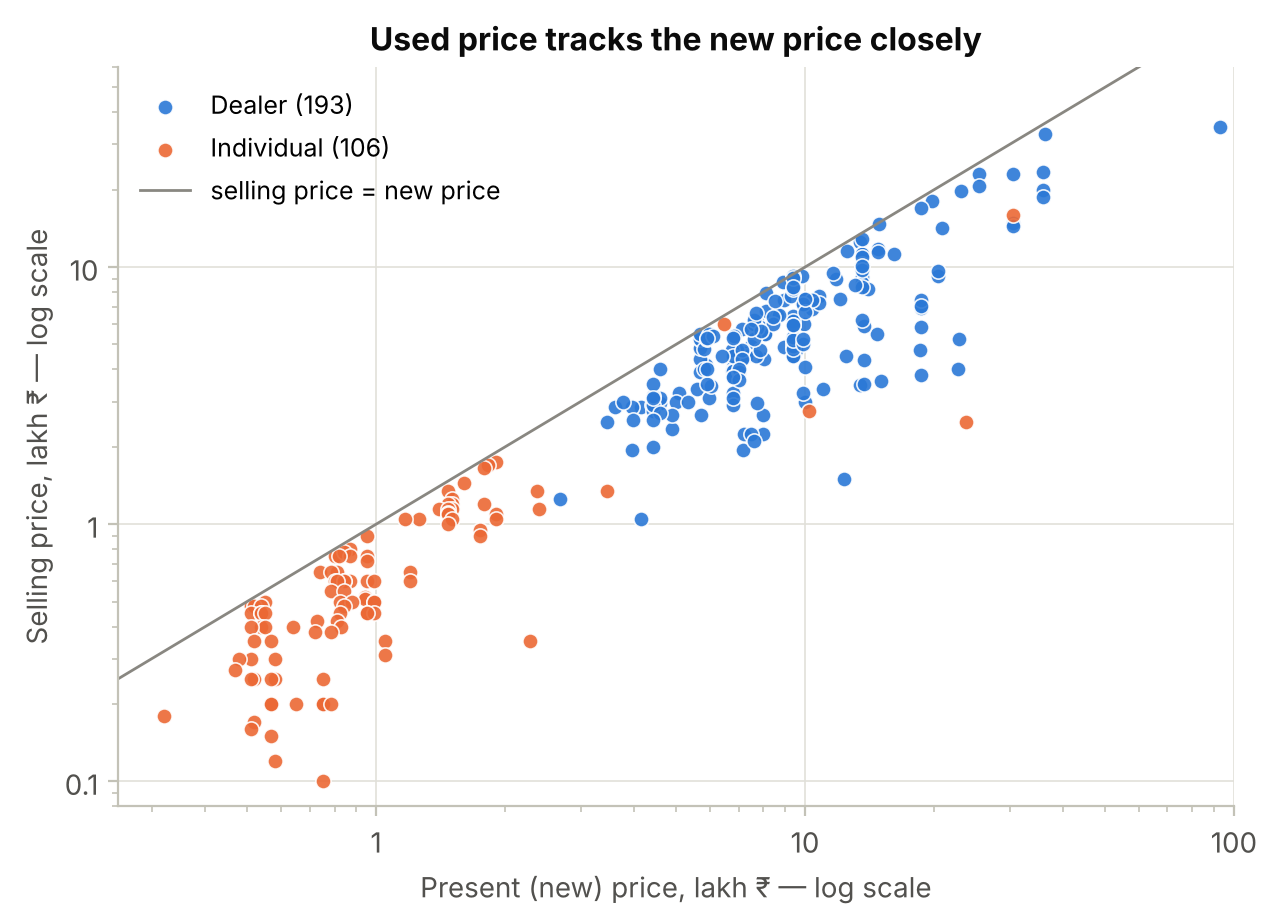 Used price tracks the new price closely
Dealer (193)
Individual (106)
selling price = new price
Selling price, lakh ₹ — log scale
10
1
0.1
1
10
100
Present (new) price, lakh ₹ — log scale